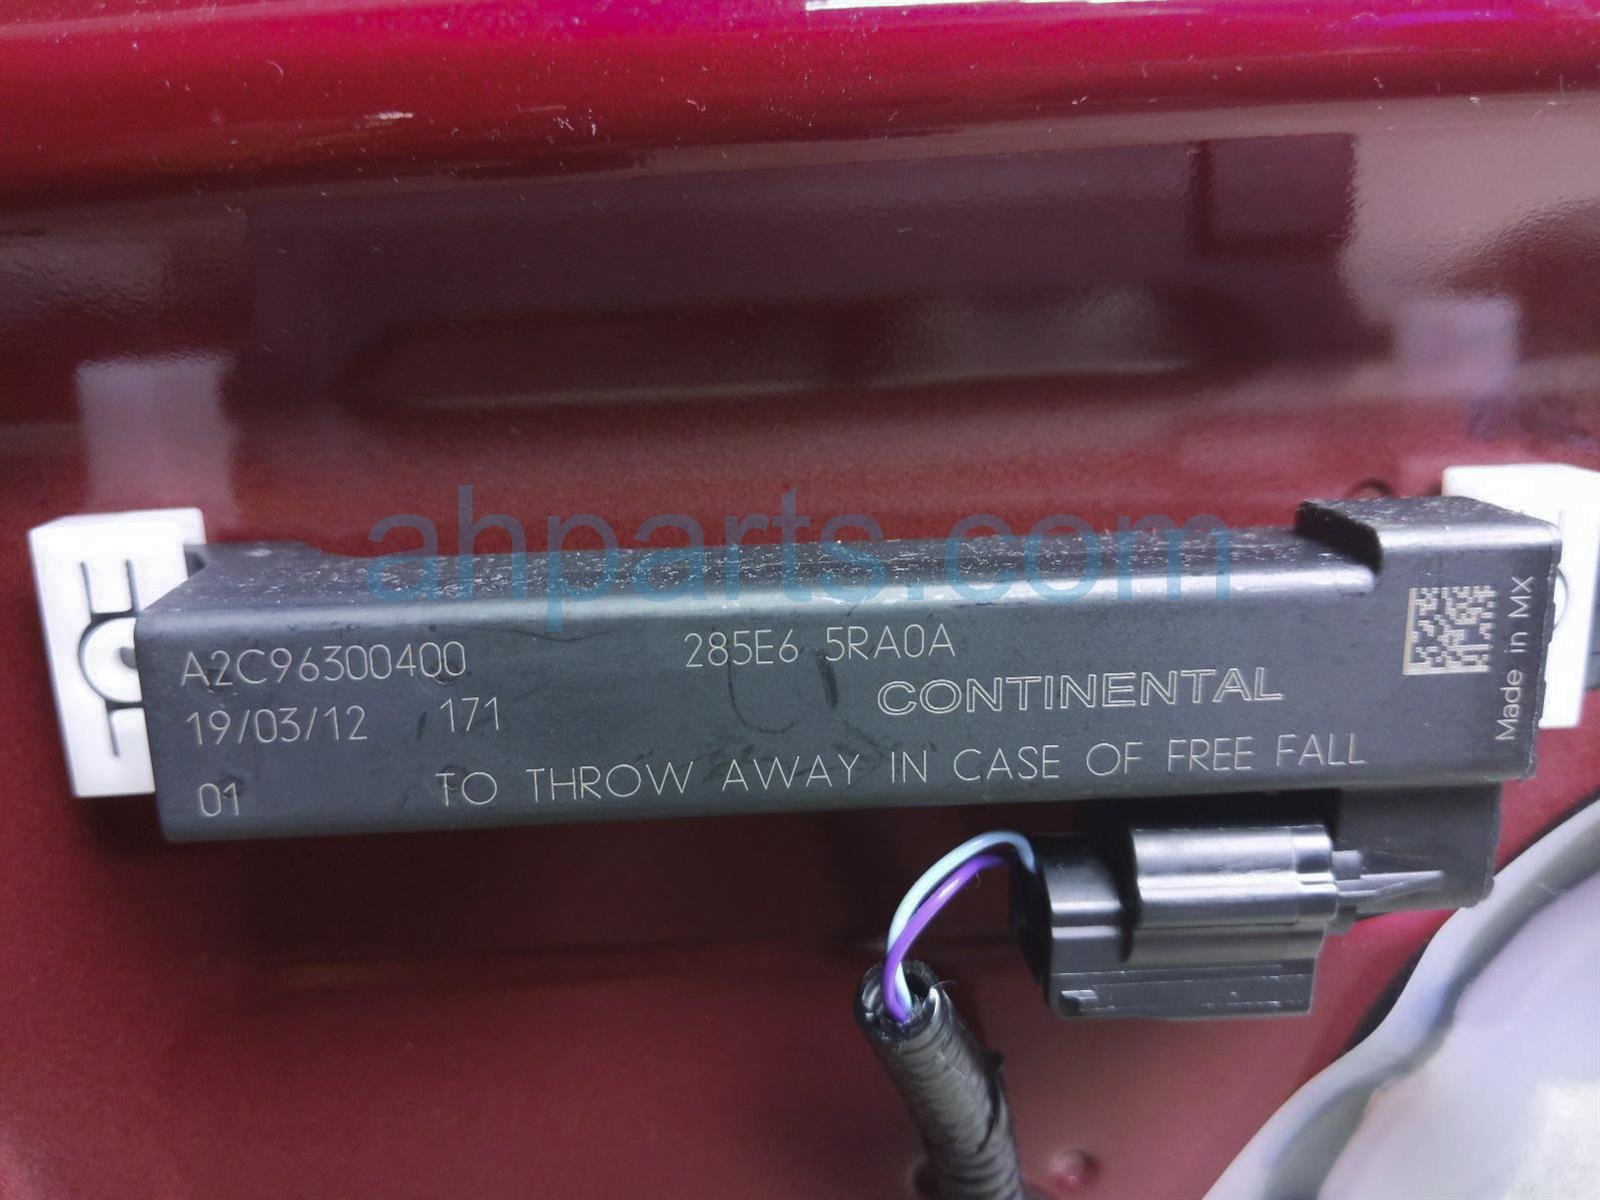 A2C96300400
285E6 5RA0A
CONTINENTAL
19/03/12 171
01
TO THROW AWAY IN CASE OF FREE FALL
Made in MX
ahparts.com